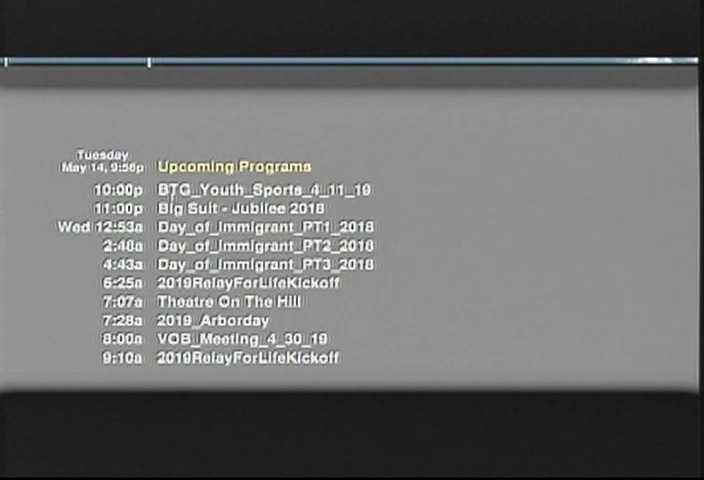 Tuesday
May 14, 9:56p Upcoming Programs
10:00p BTG_Youth_Sports_4_11_19
11:00p Big Suit - Jubilee 2018
Wed 12:53a Day_of_Immigrant_PT1_2018
2:48a Day_of_Immigrant_PT2_2018
4:43a Day_of_Immigrant_PT3_2018
6:25a 2019RelayForLifeKickoff
7:07a Theatre On The Hill
7:28a 2019_Arborday
8:00a VOB_Meeting_4_30_19
9:10a 2019RelayForLifeKickoff